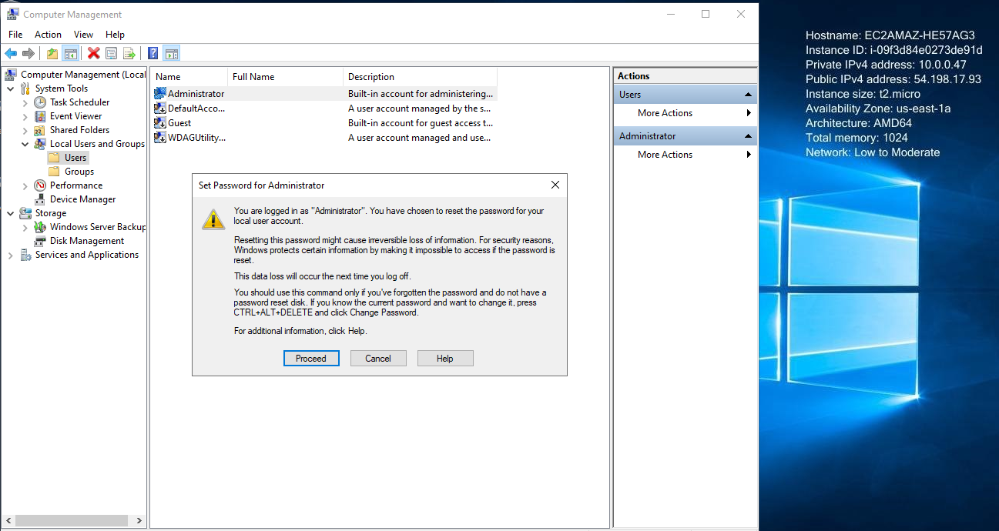 Computer Management
File Action View Help
Computer Management (Local
System Tools
Task Scheduler
Event Viewer
Shared Folders
Local Users and Groups
Users
Groups
Performance
Device Manager
Storage
Windows Server Backup
Disk Management
Services and Applications
Name Full Name Description
Administrator Built-in account for administering...
DefaultAcco... A user account managed by the s...
Guest Built-in account for guest access t...
WDAGUtility... A user account managed and use...
Set Password for Administrator
You are logged in as "Administrator". You have chosen to reset the password for your
local user account.
Resetting this password might cause irreversible loss of information. For security reasons,
Windows protects certain information by making it impossible to access if the password is
reset.
This data loss will occur the next time you log off.
You should use this command only if you've forgotten the password and do not have a
password reset disk. If you know the current password and want to change it, press
CTRL+ALT+DELETE and click Change Password.
For additional information, click Help.
Proceed Cancel Help
Actions
Users
More Actions
Administrator
More Actions
Hostname: EC2AMAZ-HE57AG3
Instance ID: i-09f3d84e0273de91d
Private IPv4 address: 10.0.0.47
Public IPv4 address: 54.198.17.93
Instance size: t2.micro
Availability Zone: us-east-1a
Architecture: AMD64
Total memory: 1024
Network: Low to Moderate